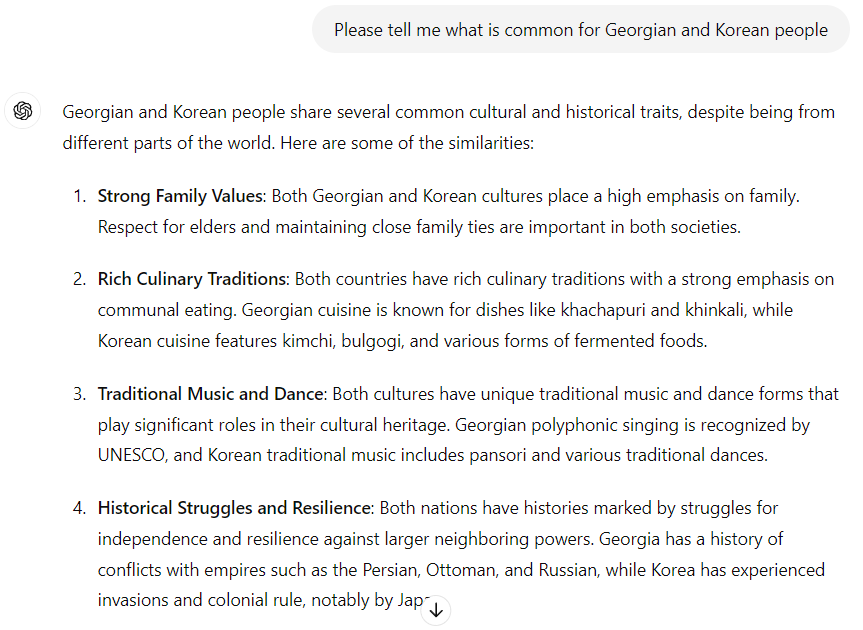 Please tell me what is common for Georgian and Korean people
Georgian and Korean people share several common cultural and historical traits, despite being from
different parts of the world. Here are some of the similarities:
1. Strong Family Values: Both Georgian and Korean cultures place a high emphasis on family.
Respect for elders and maintaining close family ties are important in both societies.
2. Rich Culinary Traditions: Both countries have rich culinary traditions with a strong emphasis on
communal eating. Georgian cuisine is known for dishes like khachapuri and khinkali, while
Korean cuisine features kimchi, bulgogi, and various forms of fermented foods.
3. Traditional Music and Dance: Both cultures have unique traditional music and dance forms that
play significant roles in their cultural heritage. Georgian polyphonic singing is recognized by
UNESCO, and Korean traditional music includes pansori and various traditional dances.
4. Historical Struggles and Resilience: Both nations have histories marked by struggles for
independence and resilience against larger neighboring powers. Georgia has a history of
conflicts with empires such as the Persian, Ottoman, and Russian, while Korea has experienced
invasions and colonial rule, notably by